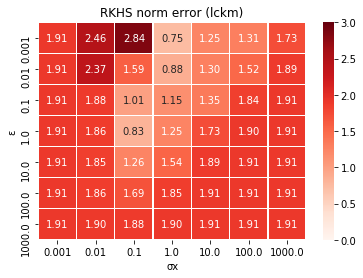 RKHS norm error (lckm)
0.001 1.91 2.46 2.84 0.75 1.25 1.31 1.73
0.01 1.91 2.37 1.59 0.88 1.30 1.52 1.89
0.1 1.91 1.88 1.01 1.15 1.35 1.84 1.91
1.0 1.91 1.86 0.83 1.25 1.73 1.90 1.91
10.0 1.91 1.85 1.26 1.54 1.89 1.91 1.91
100.0 1.91 1.86 1.69 1.85 1.91 1.91 1.91
1000.0 1.91 1.90 1.88 1.90 1.91 1.91 1.91
0.001 0.01 0.1 1.0 10.0 100.0 1000.0
σx
ε
3.0
2.5
2.0
1.5
1.0
0.5
0.0